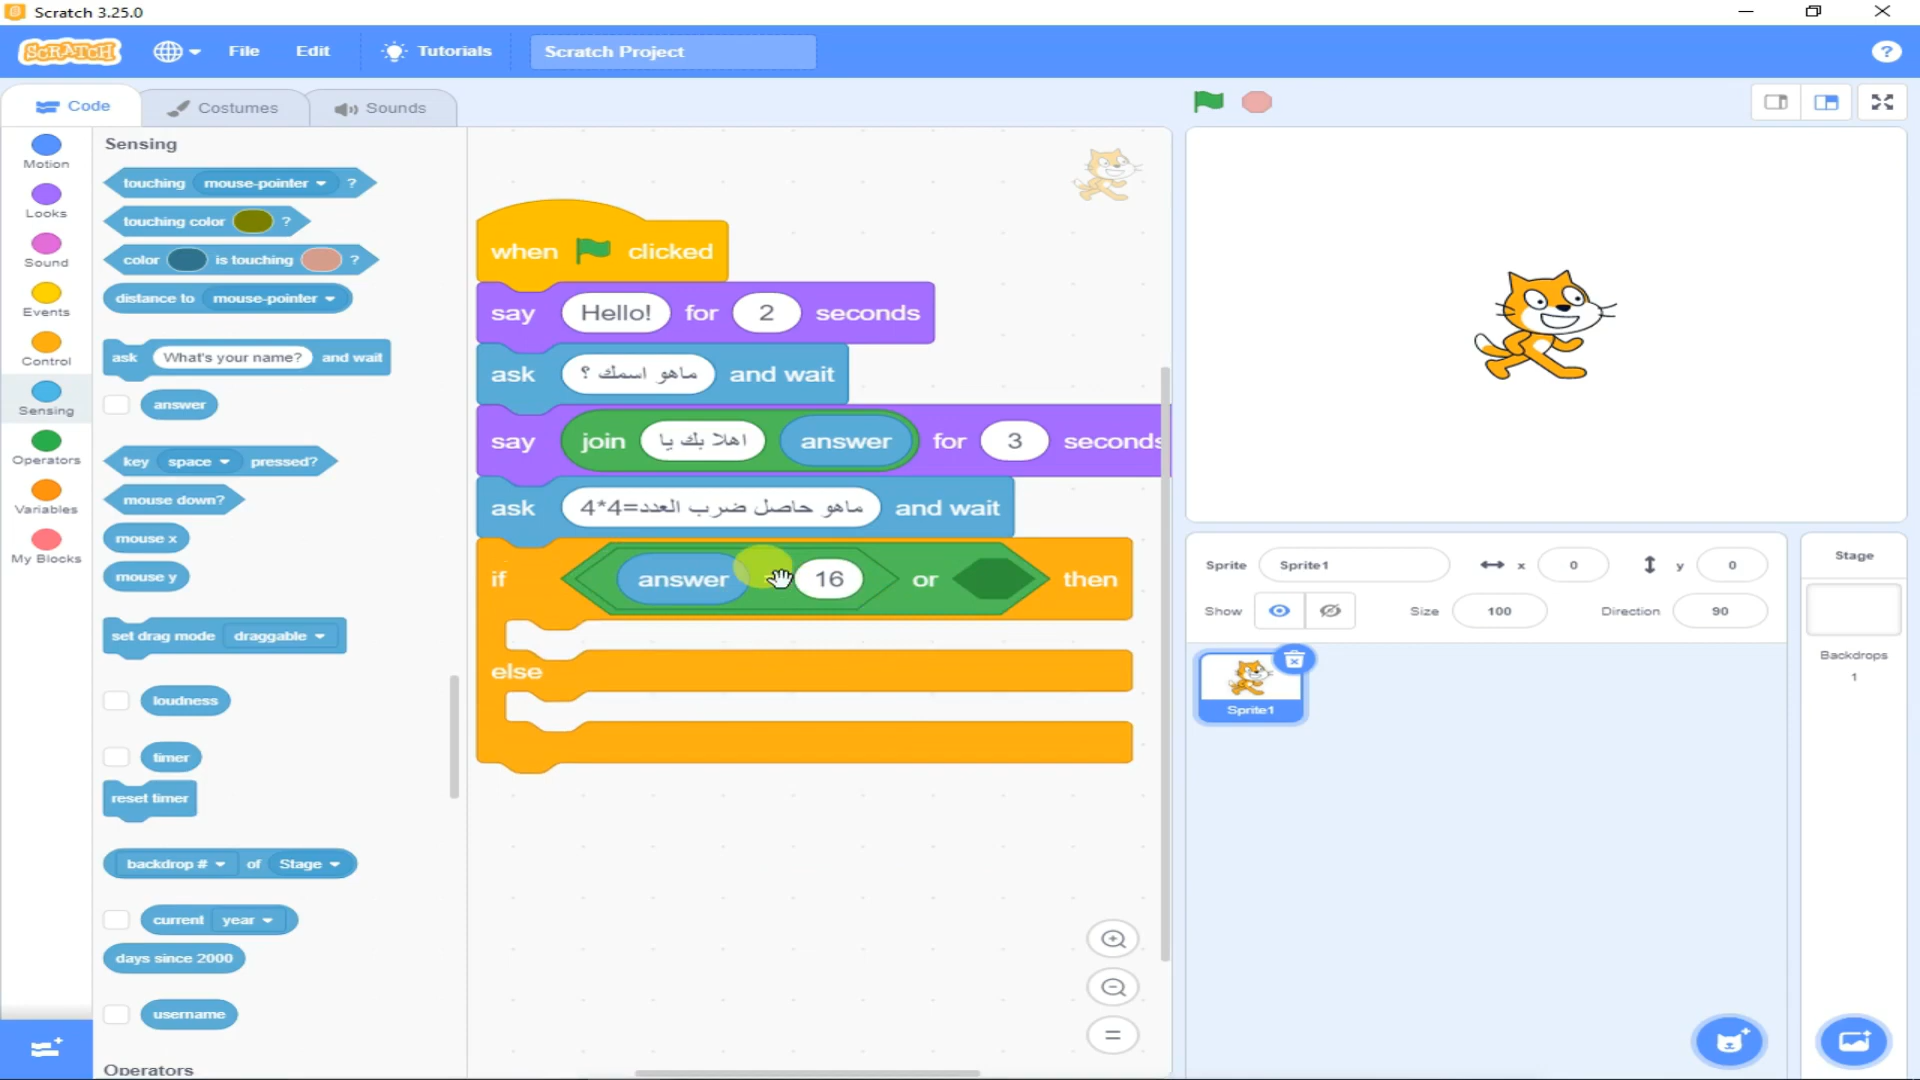 Scratch 3.25.0
SCRATCH
File
Edit
Tutorials
Scratch Project
?
Code
Costumes
Sounds
Motion
Looks
Sound
Events
Control
Sensing
Operators
Variables
My Blocks
Sensing
touching mouse-pointer ?
touching color ?
color is touching ?
distance to mouse-pointer
ask What's your name? and wait
answer
key space pressed?
mouse down?
mouse x
mouse y
set drag mode draggable
loudness
timer
reset timer
backdrop # of Stage
current year
days since 2000
username
Operators
when clicked
say Hello! for 2 seconds
ask ماهو اسمك ؟ and wait
say join اهلا بك يا answer for 3 seconds
ask ماهو حاصل ضرب العدد=4*4 and wait
if answer 16 or then
else
Sprite Sprite1 x 0 y 0
Show Size 100 Direction 90
Sprite1
Stage
Backdrops
1